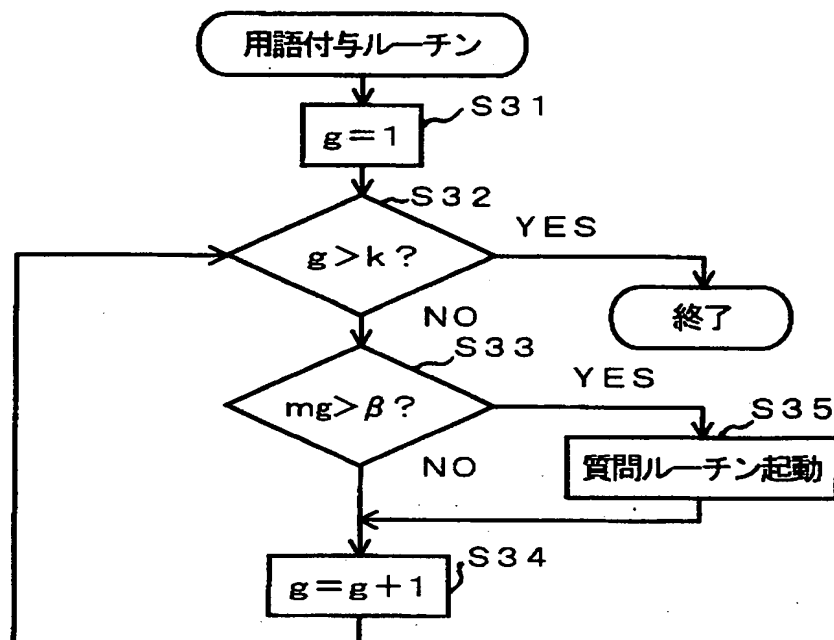 用語付与ルーチン
S31
g=1
S32
g>k?
YES
終了
NO
S33
mg>β?
YES
S35
質問ルーチン起動
NO
S34
g=g+1